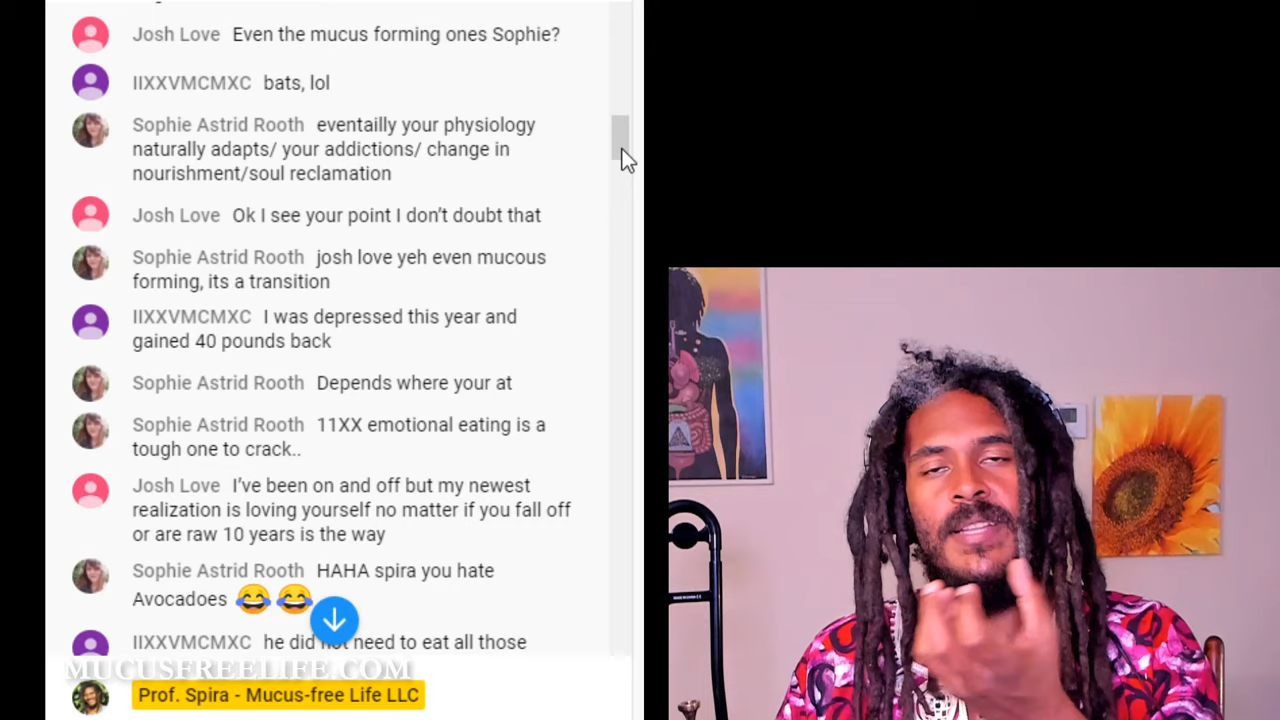 Josh Love Even the mucus forming ones Sophie?
IIXXVMCMXC bats, lol
Sophie Astrid Rooth eventailly your physiology
naturally adapts/ your addictions/ change in
nourishment/soul reclamation
Josh Love Ok I see your point I don't doubt that
Sophie Astrid Rooth josh love yeh even mucous
forming, its a transition
IIXXVMCMXC I was depressed this year and
gained 40 pounds back
Sophie Astrid Rooth Depends where your at
Sophie Astrid Rooth 11XX emotional eating is a
tough one to crack..
Josh Love I've been on and off but my newest
realization is loving yourself no matter if you fall off
or are raw 10 years is the way
Sophie Astrid Rooth HAHA spira you hate
Avocadoes 😂 😂
IIXXVMCMXC he did not need to eat all those
MUCUSFREELIFE.COM
Prof. Spira - Mucus-free Life LLC